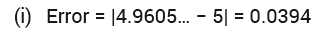 (i) Error = |4.9605… − 5| = 0.0394